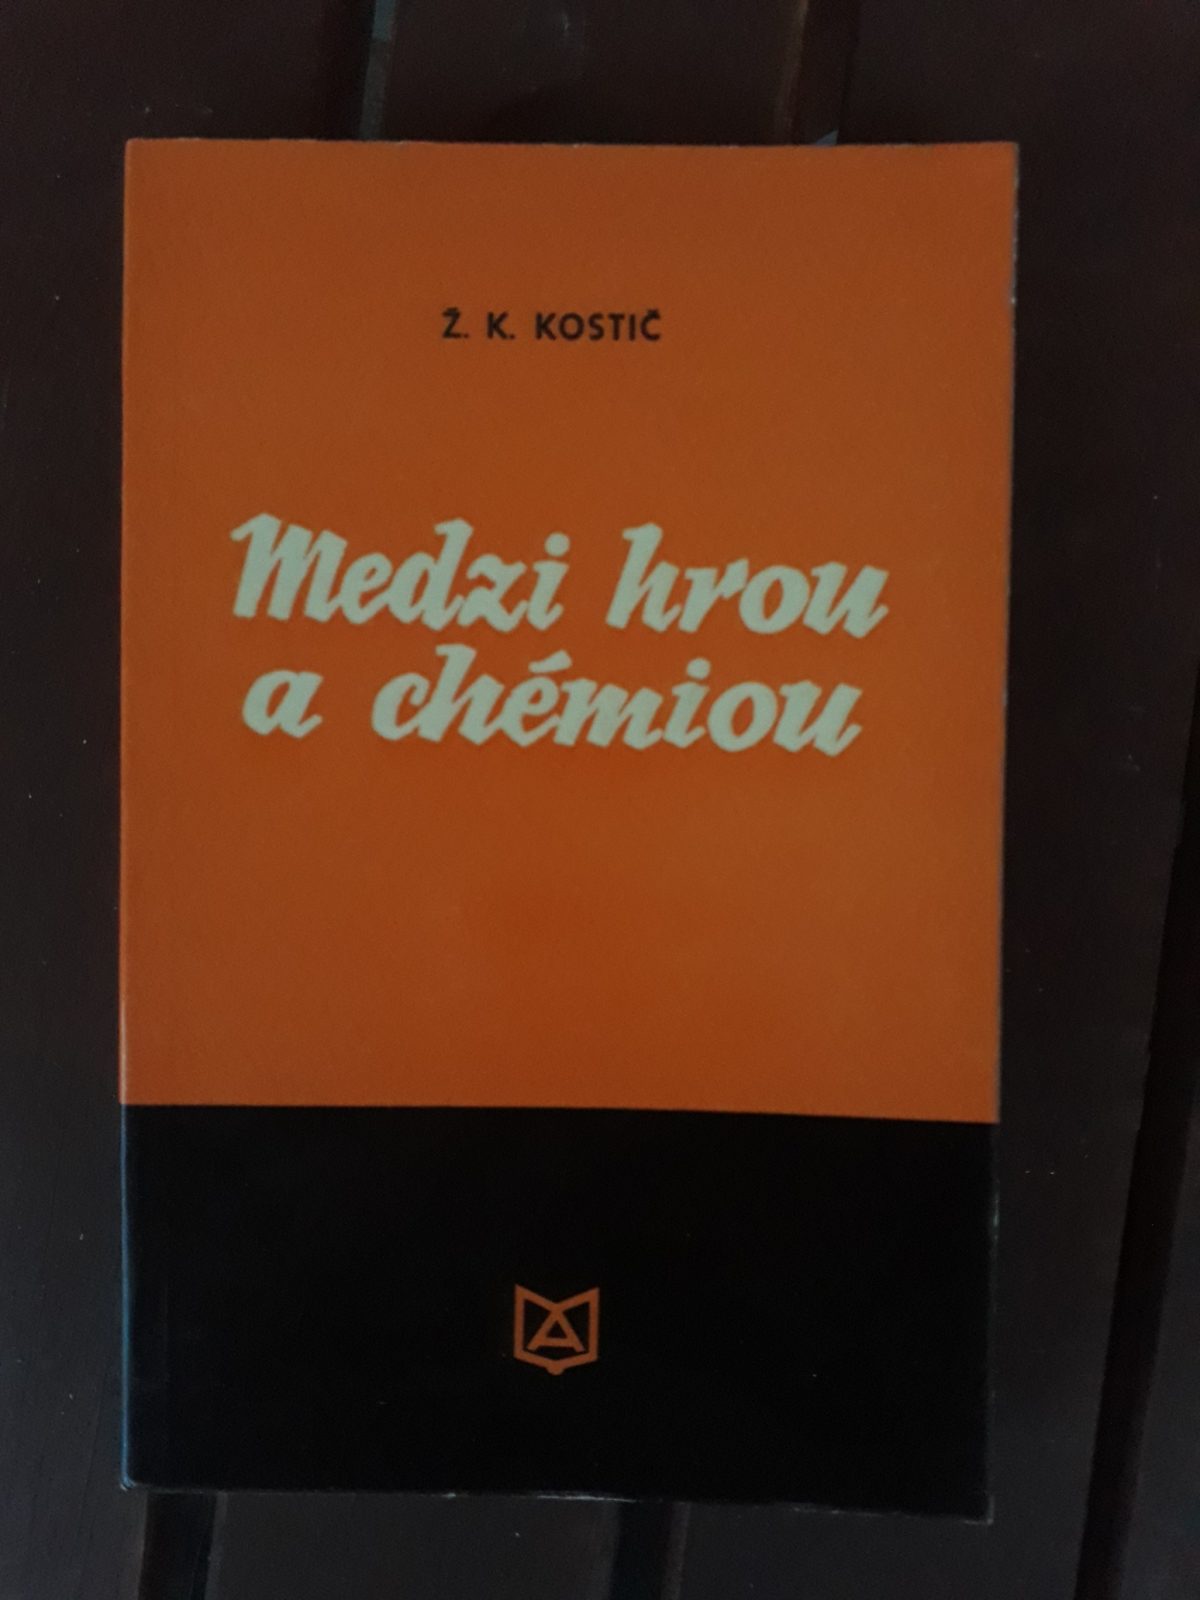 Ž. K. KOSTIČ
Medzi hrou
a chémiou
A